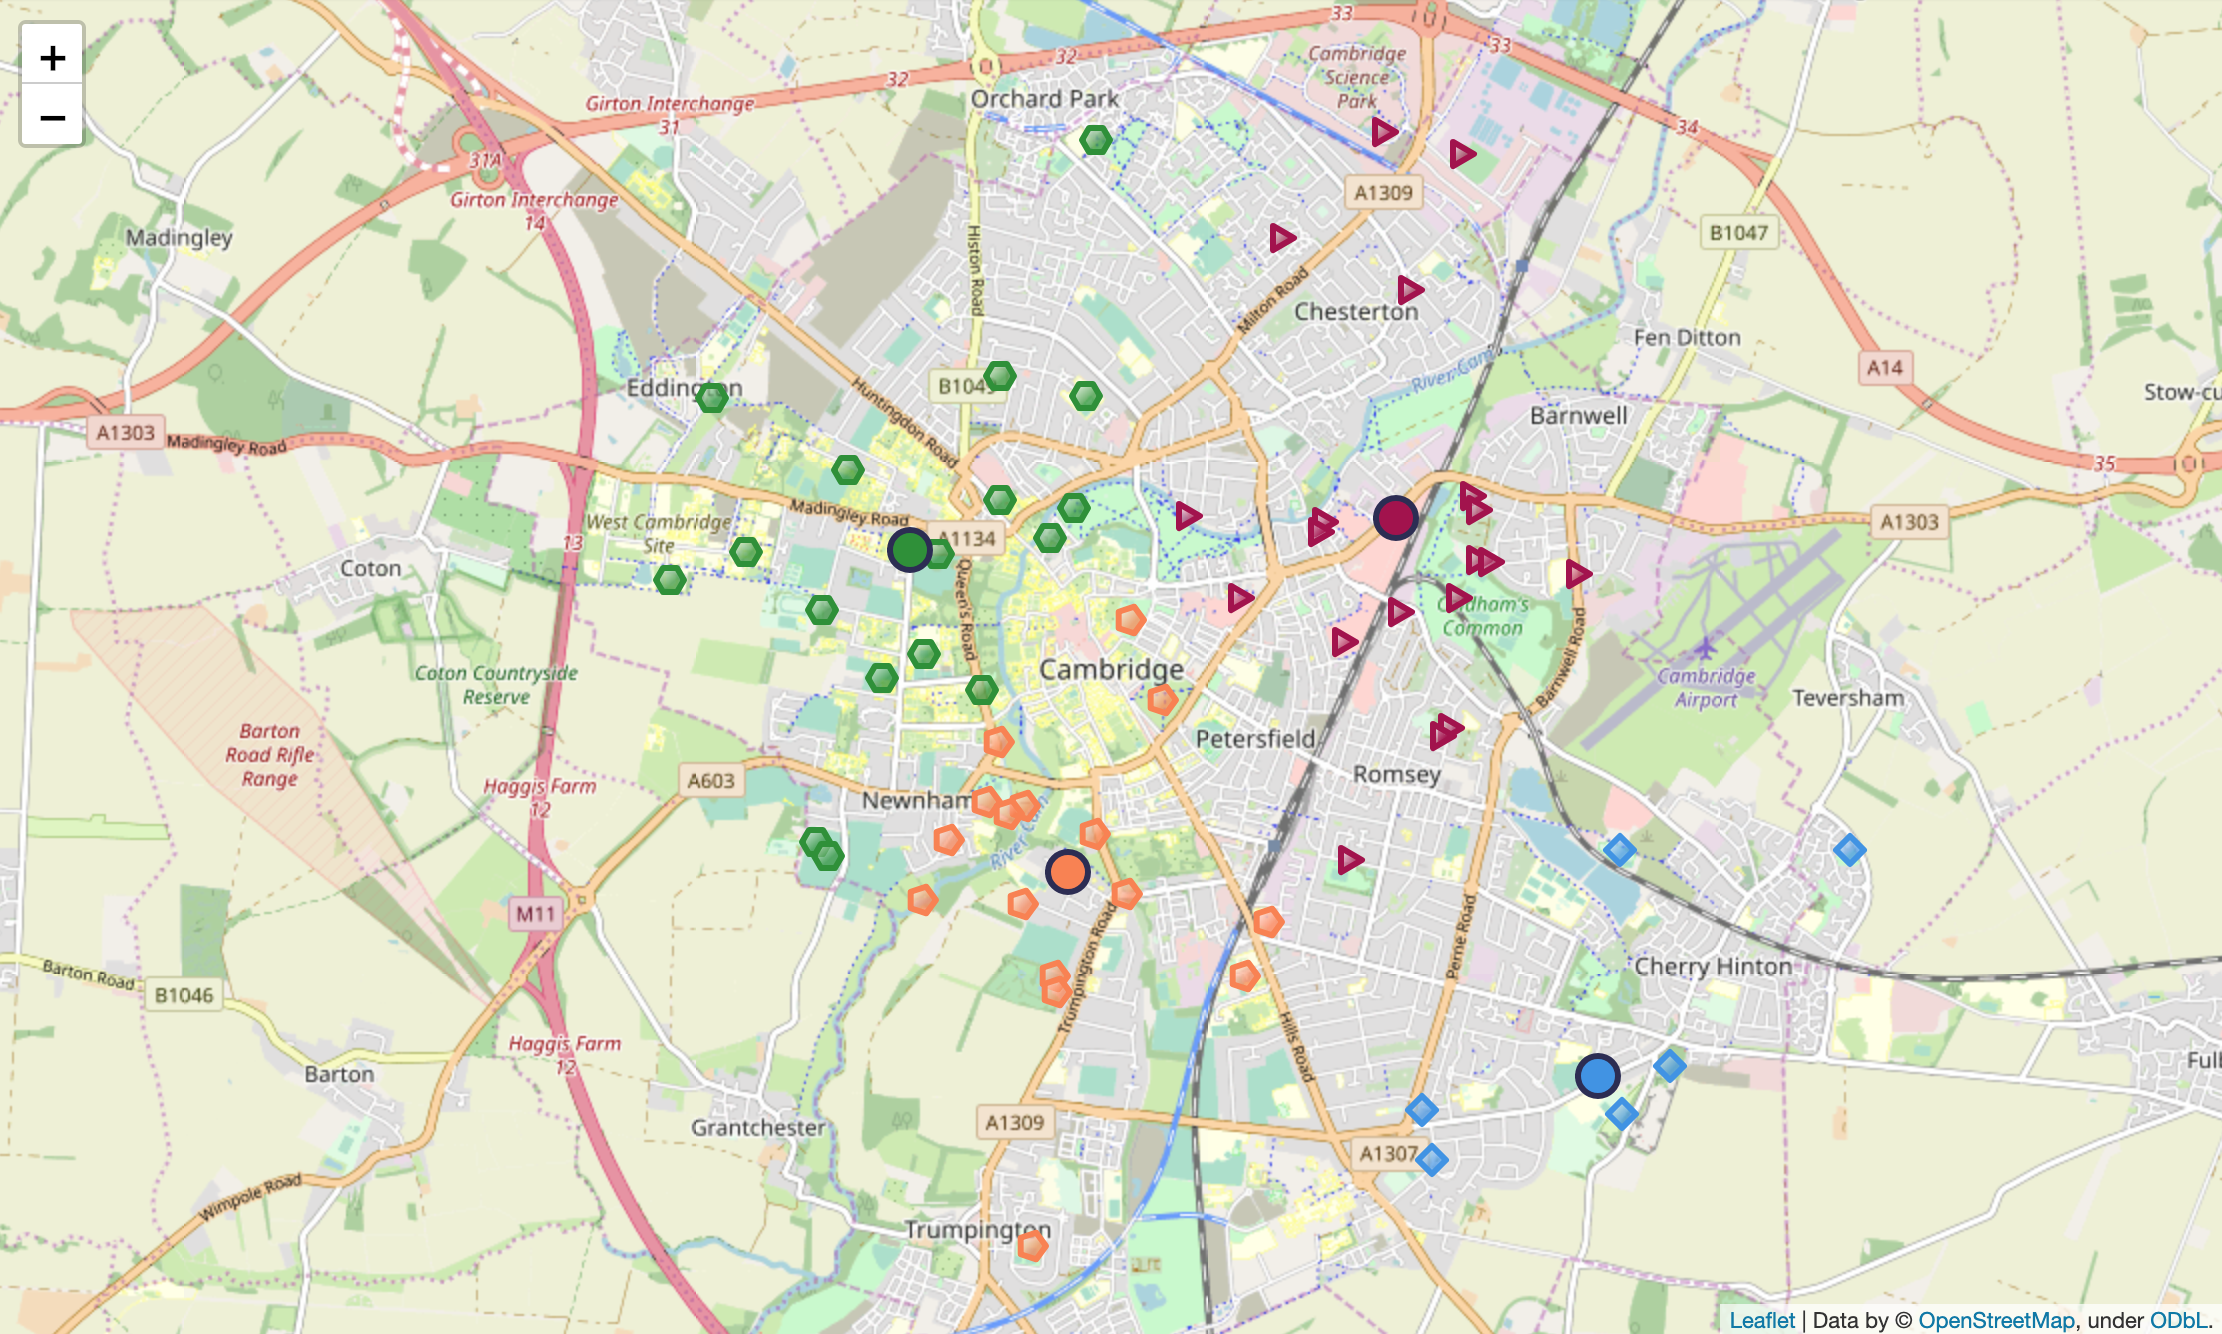 +
−
33
32
32
33
Girton Interchange
31
Orchard Park
Cambridge
Science
Park
34
31A
Girton Interchange
14
A1309
Madingley
B1047
Histon Road
Milton Road
Chesterton
Fen Ditton
River Cam
A14
Eddington
B1049
Huntingdon Road
Barnwell
Stow-cu
A1303
Madingley Road
35
Madingley Road
West Cambridge
Site
13
A1134
A1303
Coton
Queen's Road
Coldham's
Common
Coton Countryside
Reserve
Cambridge
Barnwell Road
Cambridge
Airport
Teversham
Barton
Road Rifle
Range
Petersfield
Romsey
A603
Haggis Farm
12
Newnham
River Cam
M11
Perne Road
Trumpington Road
Cherry Hinton
Barton Road
B1046
Hills Road
Haggis Farm
12
Barton
Fulb
Grantchester
A1309
A1307
Wimpole Road
Trumpington
Leaflet | Data by © OpenStreetMap, under ODbL.